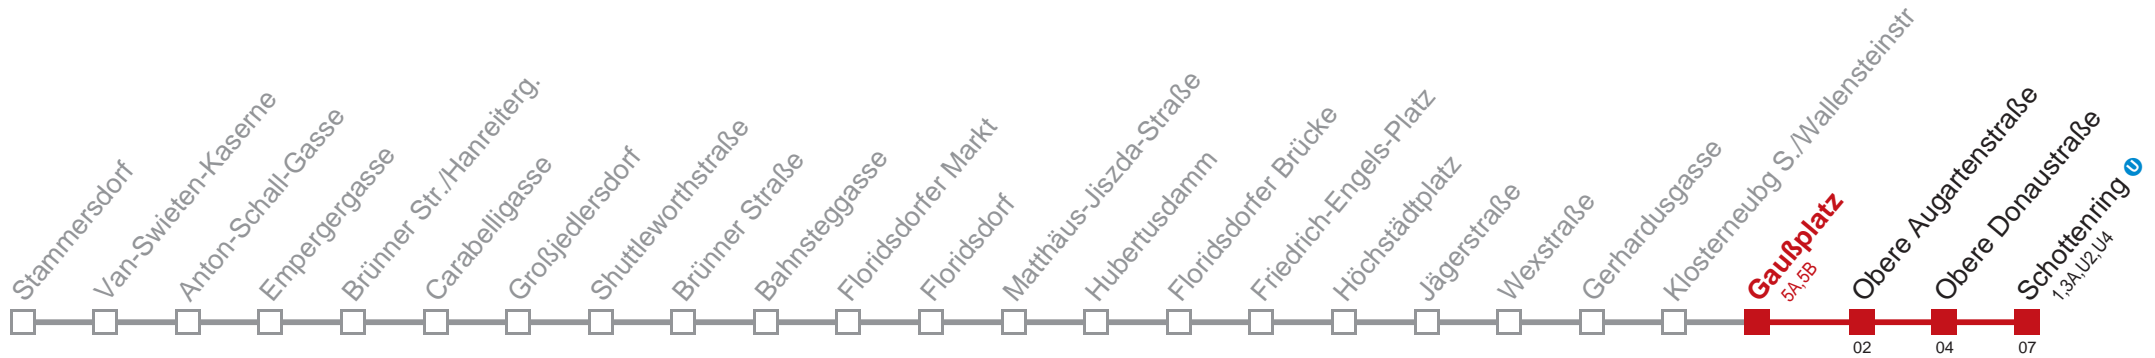 Stammersdorf
Van-Swieten-Kaserne
Anton-Schall-Gasse
Empergergasse
Brünner Str./Hanreiterg.
Carabelligasse
Großjedlersdorf
Shuttleworthstraße
Brünner Straße
Bahnsteggasse
Floridsdorfer Markt
Floridsdorf
Matthäus-Jiszda-Straße
Hubertusdamm
Floridsdorfer Brücke
Friedrich-Engels-Platz
Höchstädtplatz
Jägerstraße
Wexstraße
Gerhardusgasse
Klosterneubg S./Wallensteinstr
Gaußplatz
5A,5B
Obere Augartenstraße
Obere Donaustraße
Schottenring U
1,3A,U2,U4
02
04
07